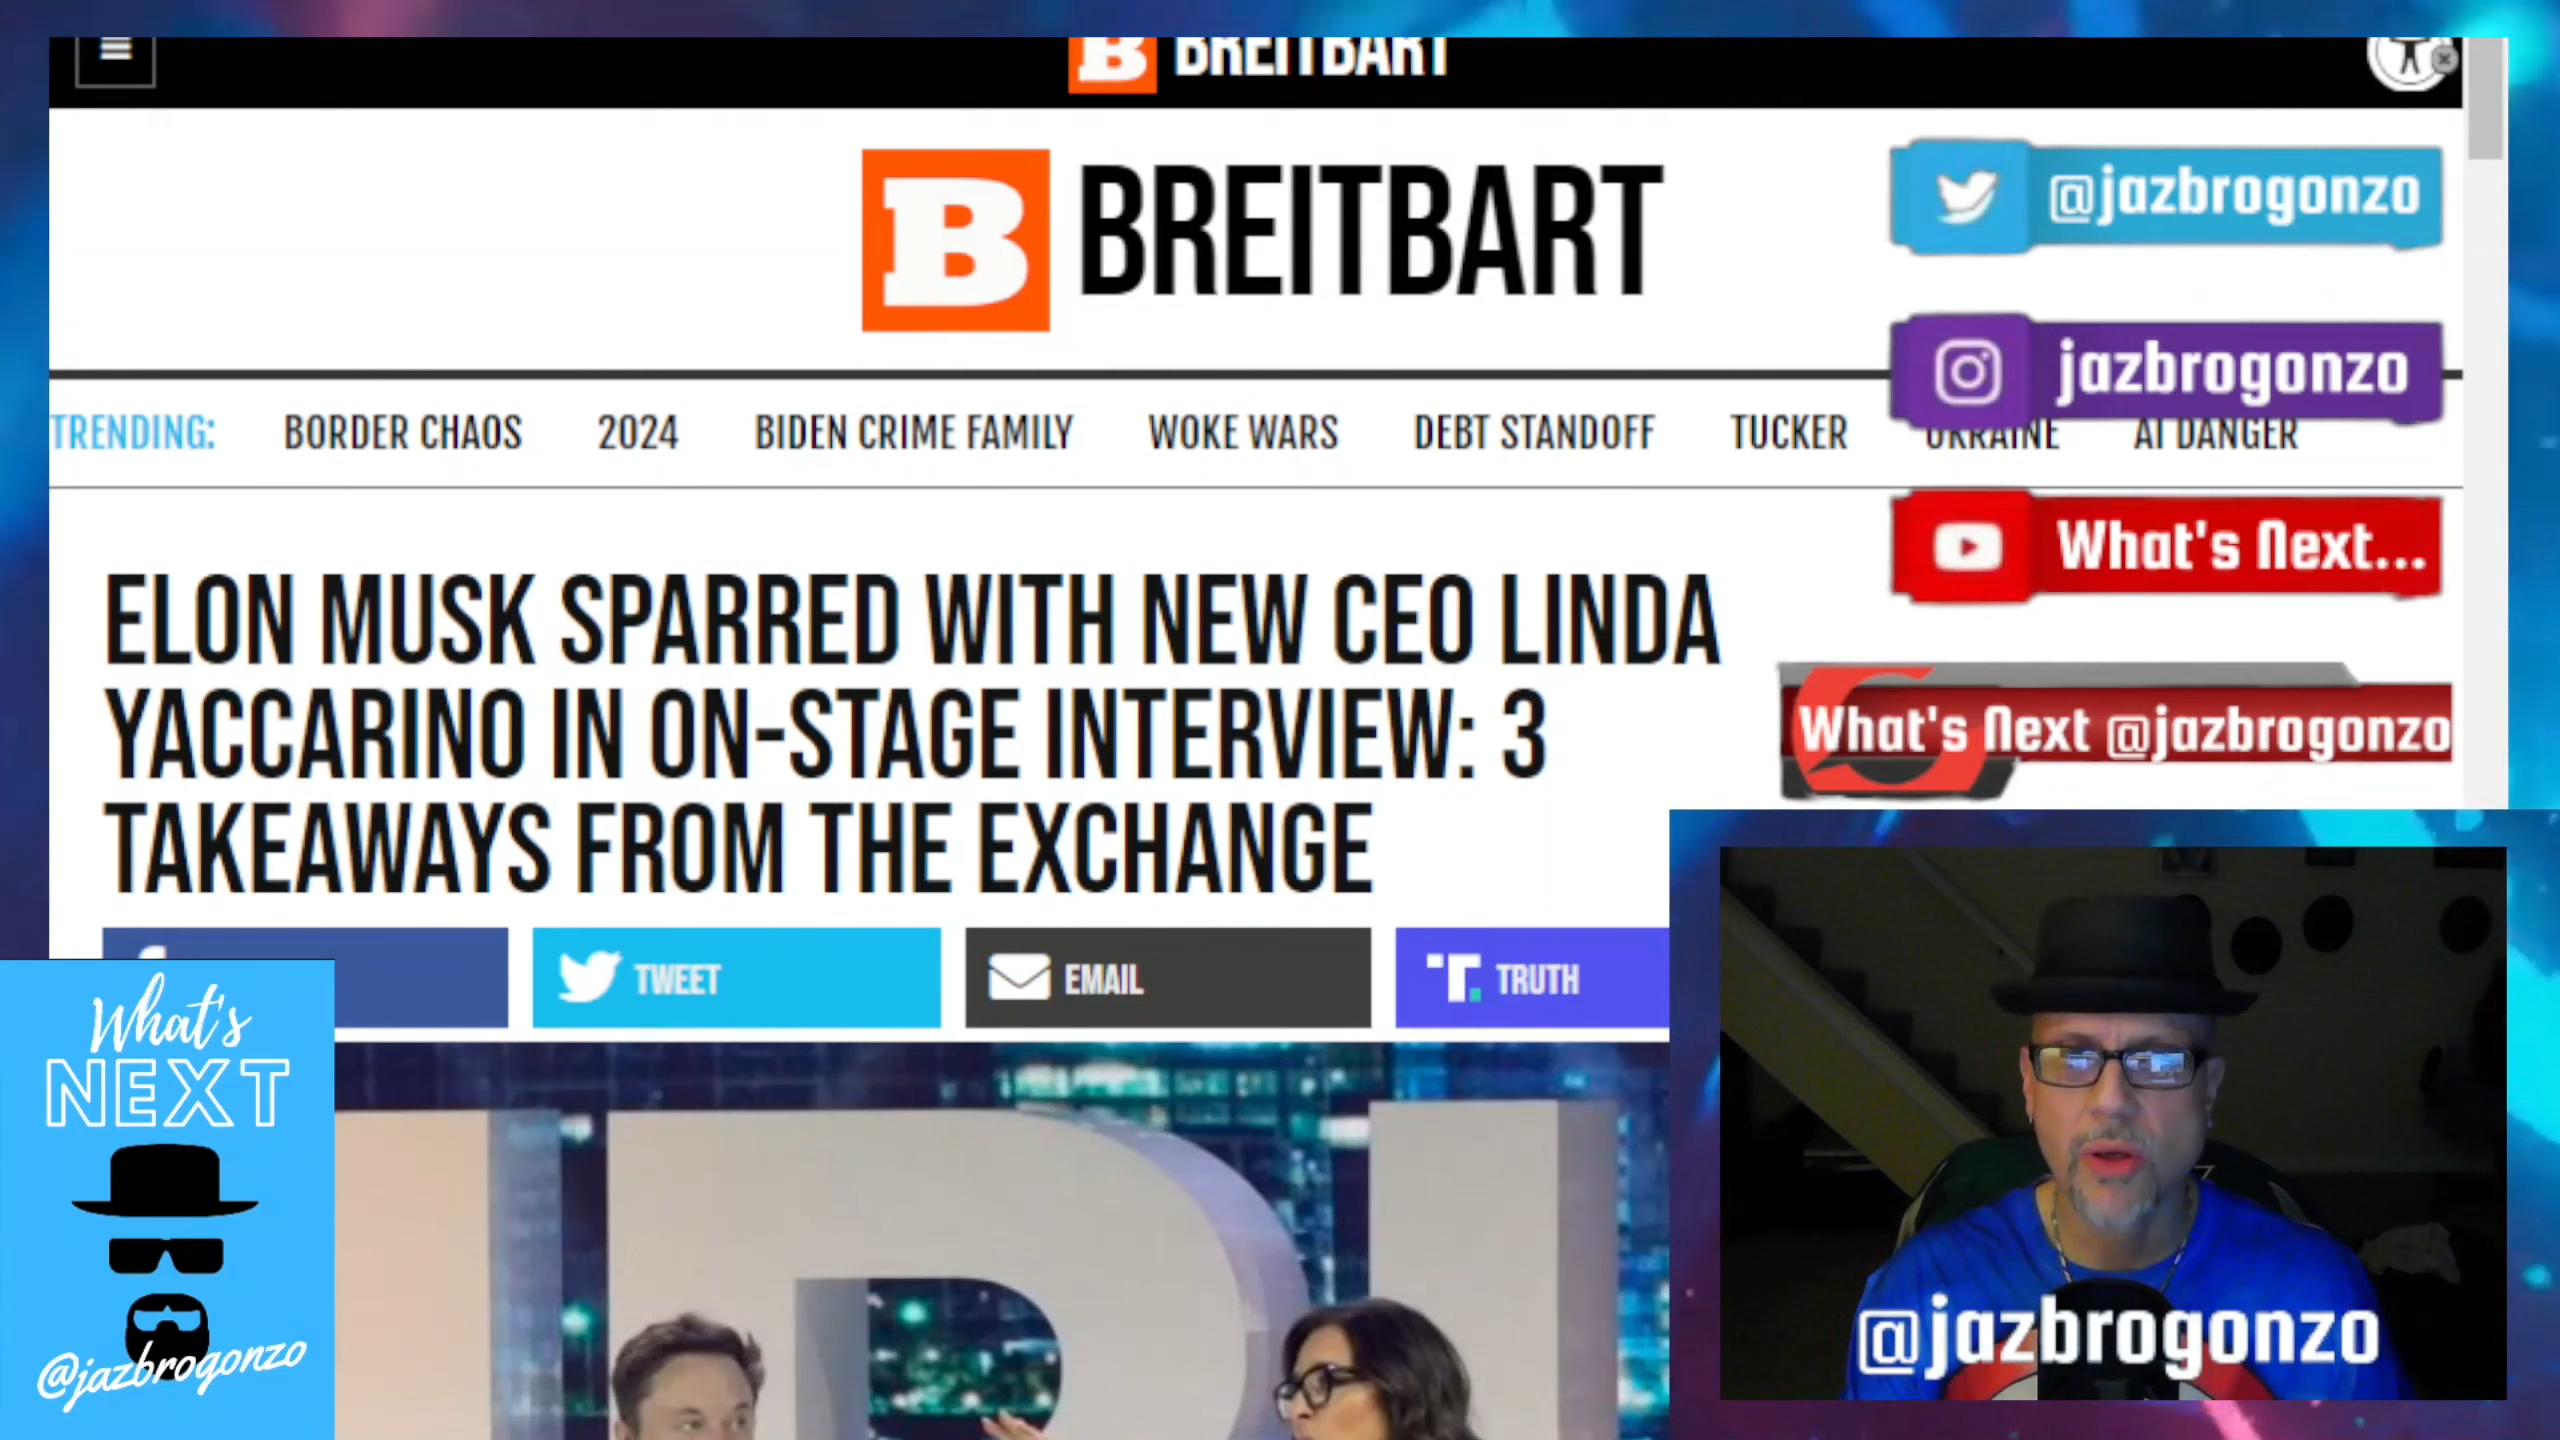 BREITBART
B BREITBART
@jazbrogonzo
jazbrogonzo
TRENDING: BORDER CHAOS 2024 BIDEN CRIME FAMILY WOKE WARS DEBT STANDOFF TUCKER UKRAINE AI DANGER
What's Next...
ELON MUSK SPARRED WITH NEW CEO LINDA
YACCARINO IN ON-STAGE INTERVIEW: 3
TAKEAWAYS FROM THE EXCHANGE
What's Next @jazbrogonzo
TWEET EMAIL TRUTH
What's
NEXT
@jazbrogonzo
@jazbrogonzo